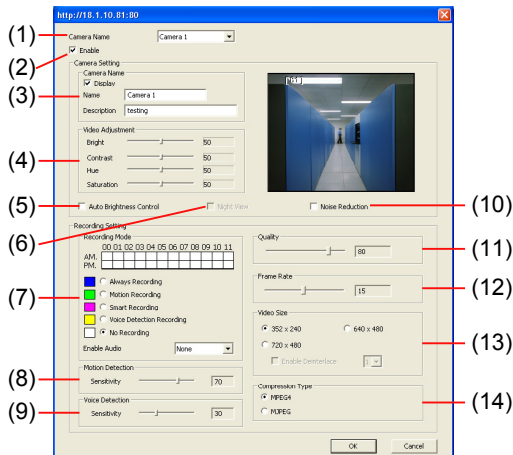 http://18.1.10.81:80
(1)
Camera Name
Camera 1
(2)
Enable
Camera Setting
Camera Name
Display
(3)
Name
Camera 1
Description
testing
Video Adjustment
(4)
Bright
50
Contrast
50
Hue
50
Saturation
50
(5)
Auto Brightness Control
Night View
Noise Reduction
(10)
(6)
Recording Setting
Recording Mode
00 01 02 03 04 05 06 07 08 09 10 11
AM.
PM.
(7)
Always Recording
Motion Recording
Smart Recording
Voice Detection Recording
No Recording
Enable Audio
None
Motion Detection
(8)
Sensitivity
70
Voice Detection
(9)
Sensitivity
30
Quality
80
(11)
Frame Rate
15
(12)
Video Size
352 x 240
640 x 480
720 x 480
(13)
Enable Deinterlace
1
Compression Type
MPEG4
(14)
MJPEG
OK
Cancel